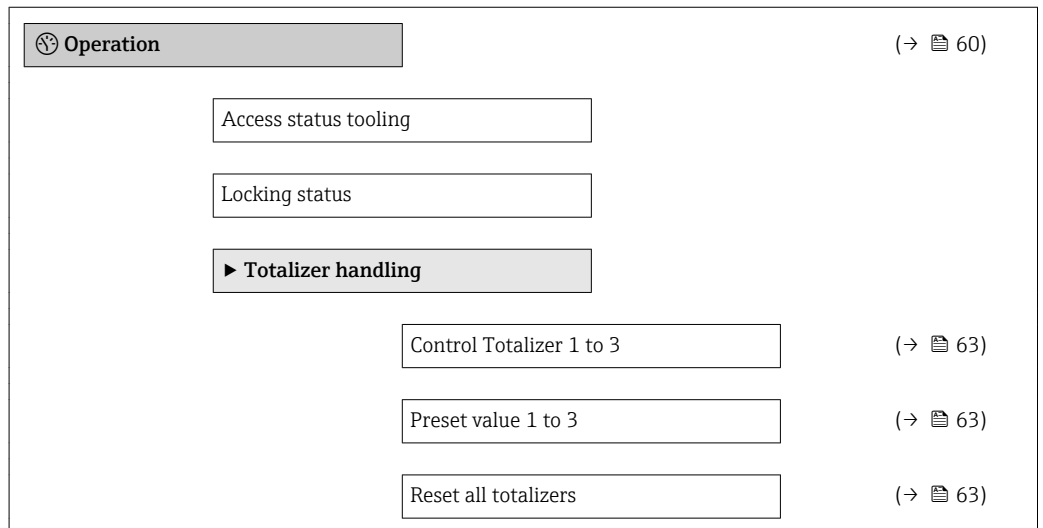 Operation (→ 60)
Access status tooling
Locking status
► Totalizer handling
Control Totalizer 1 to 3 (→ 63)
Preset value 1 to 3 (→ 63)
Reset all totalizers (→ 63)